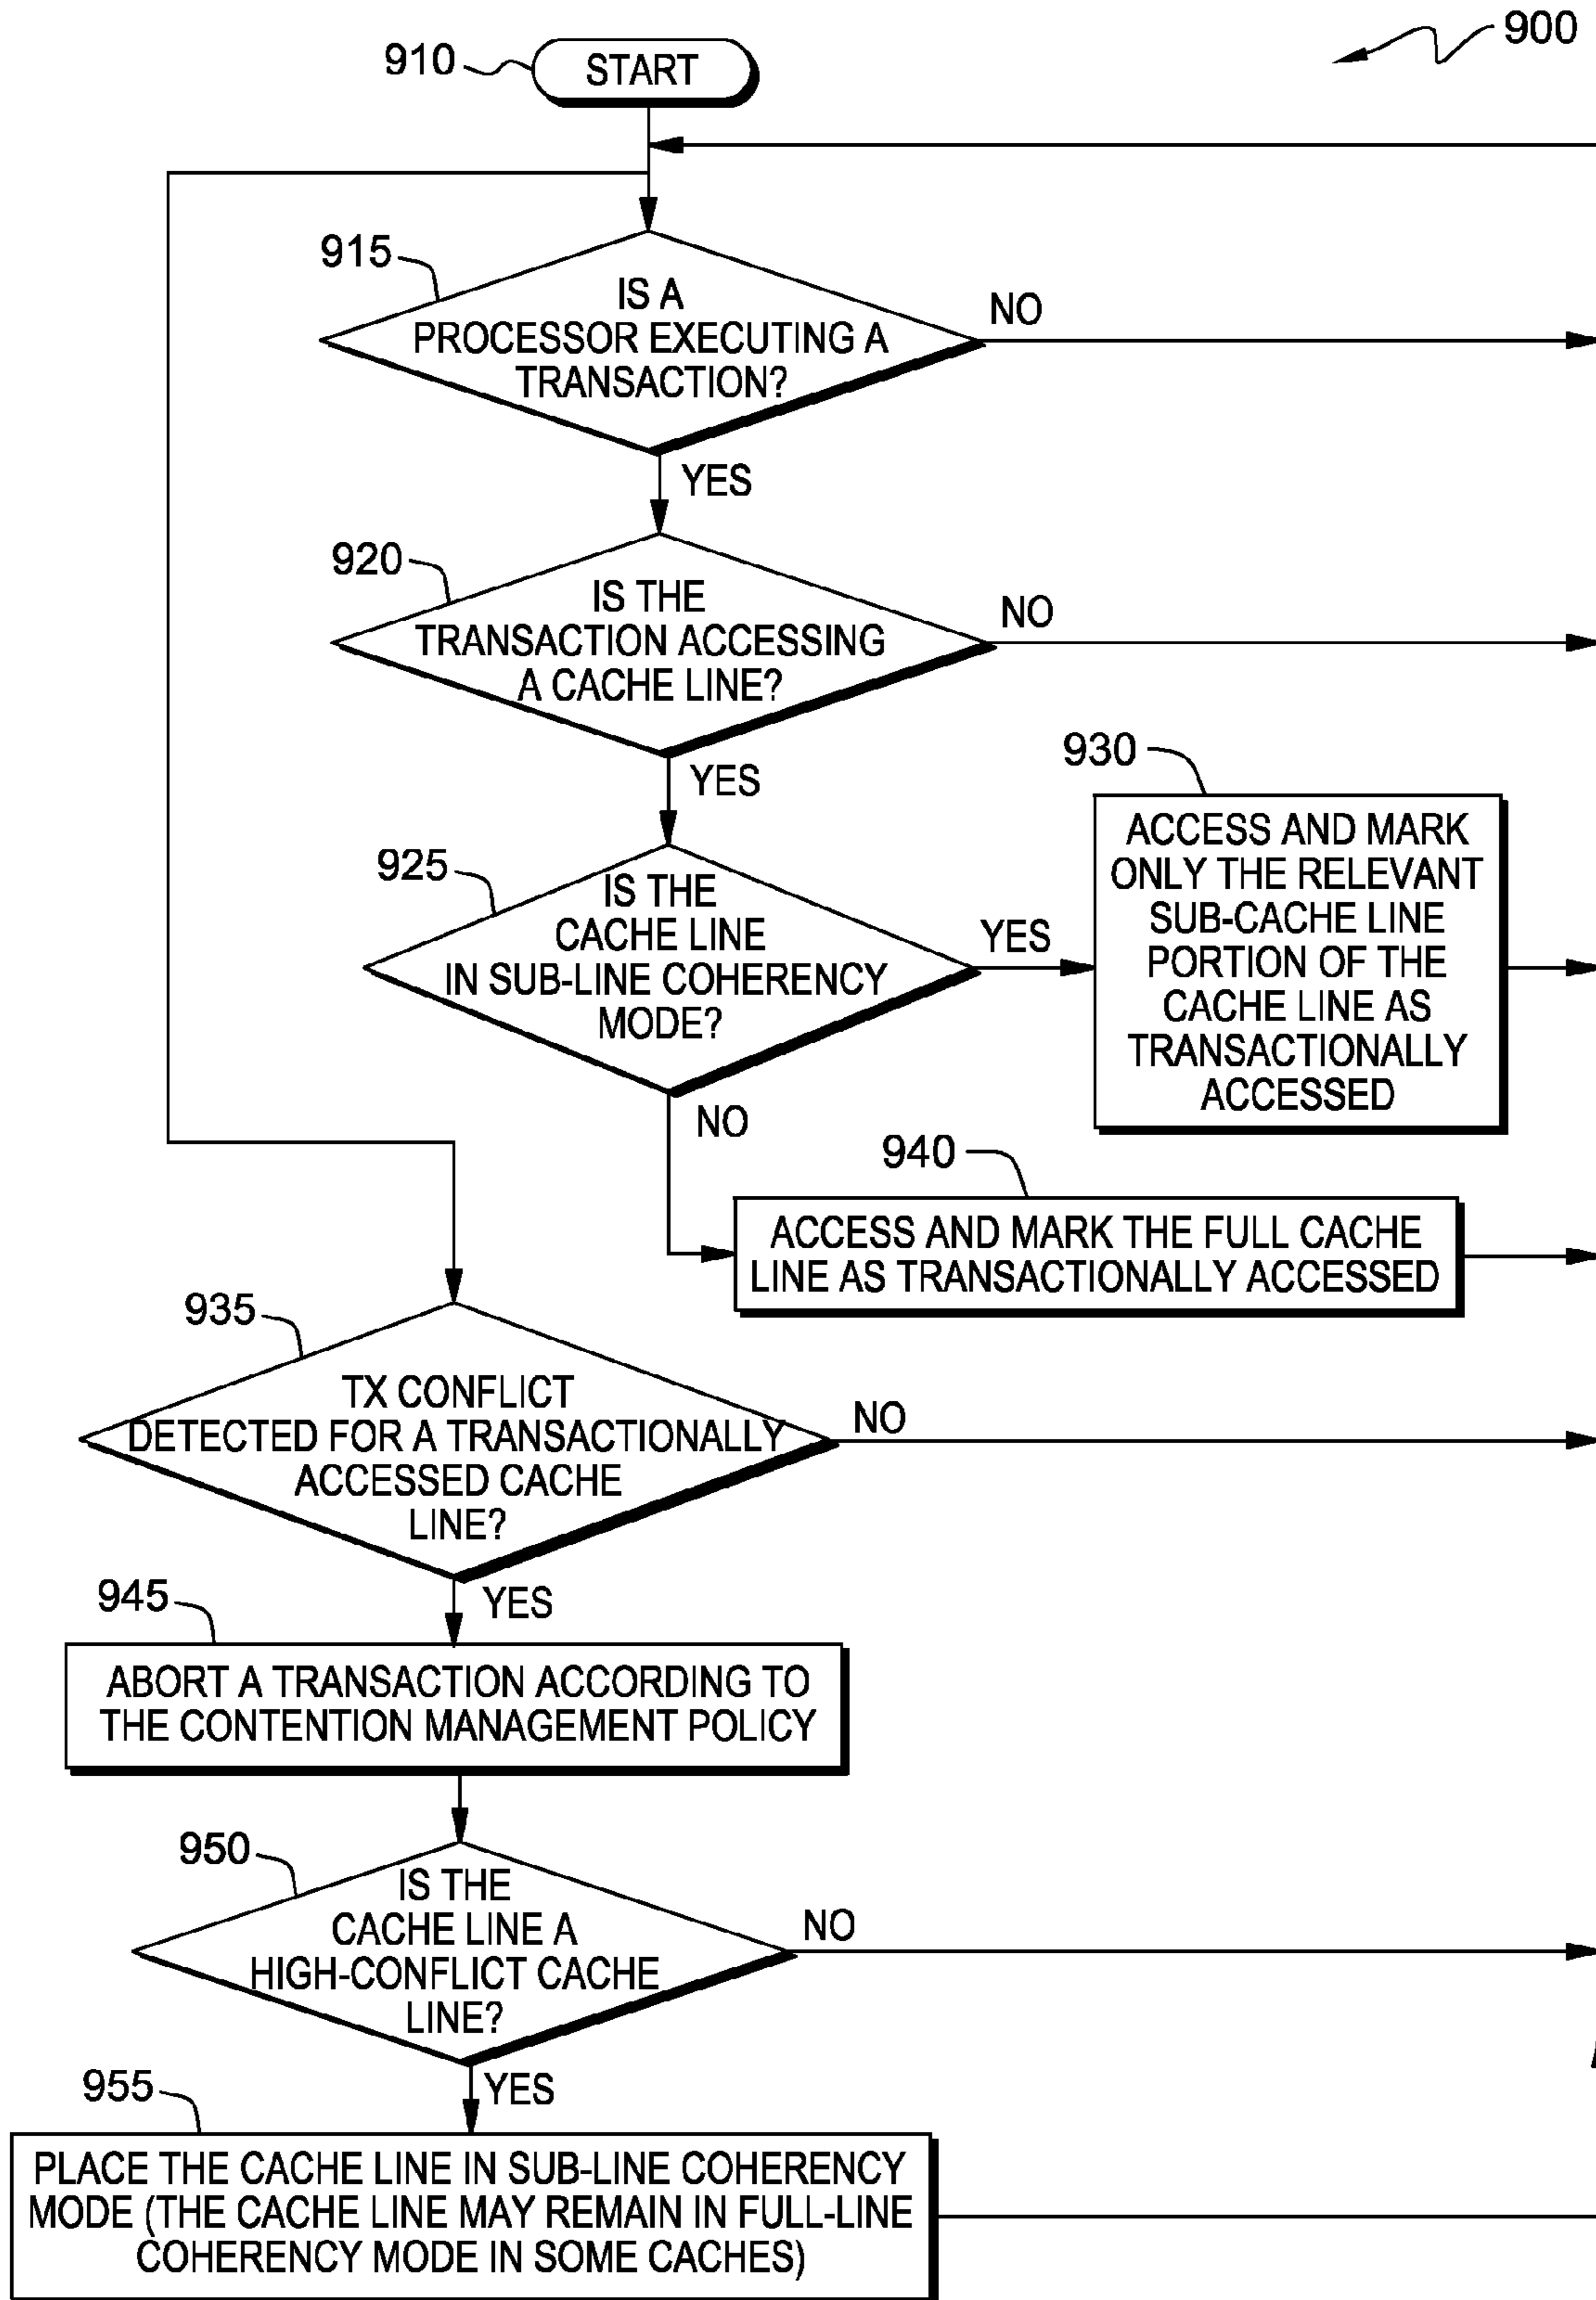 900
910
START
915
IS A
PROCESSOR EXECUTING A
TRANSACTION?
NO
YES
920
IS THE
TRANSACTION ACCESSING
A CACHE LINE?
NO
YES
925
IS THE
CACHE LINE
IN SUB-LINE COHERENCY
MODE?
YES
NO
930
ACCESS AND MARK
ONLY THE RELEVANT
SUB-CACHE LINE
PORTION OF THE
CACHE LINE AS
TRANSACTIONALLY
ACCESSED
940
ACCESS AND MARK THE FULL CACHE
LINE AS TRANSACTIONALLY ACCESSED
935
TX CONFLICT
DETECTED FOR A TRANSACTIONALLY
ACCESSED CACHE
LINE?
NO
YES
945
ABORT A TRANSACTION ACCORDING TO
THE CONTENTION MANAGEMENT POLICY
950
IS THE
CACHE LINE A
HIGH-CONFLICT CACHE
LINE?
NO
YES
955
PLACE THE CACHE LINE IN SUB-LINE COHERENCY
MODE (THE CACHE LINE MAY REMAIN IN FULL-LINE
COHERENCY MODE IN SOME CACHES)